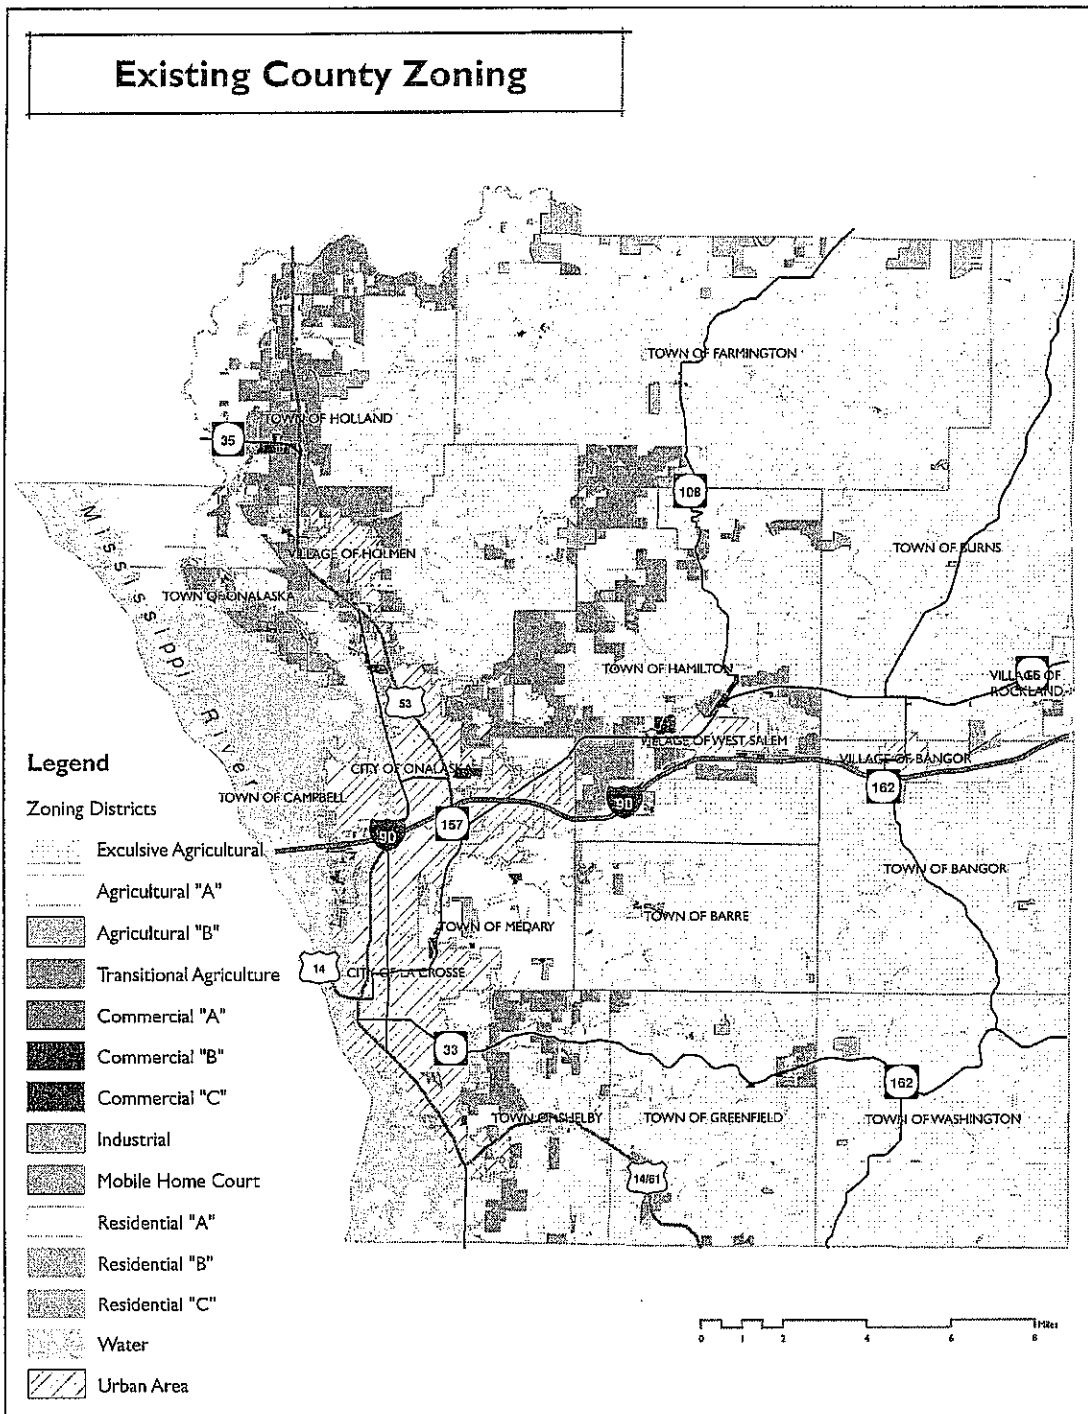 Existing County Zoning
TOWN OF FARMINGTON
TOWN OF HOLLAND
35
108
Mississippi River
VILLAGE OF HOLMEN
TOWN OF BURNS
TOWN OF ONALASKA
TOWN OF HAMILTON
VILLAGE OF
ROCKLAND
53
VILLAGE OF WEST SALEM
VILLAGE OF BANGOR
CITY OF ONALASKA
TOWN OF CAMPBELL
90
162
157
90
TOWN OF BANGOR
TOWN OF BARRE
TOWN OF MEDARY
14
CITY OF LA CROSSE
33
162
TOWN OF SHELBY
TOWN OF GREENFIELD
TOWN OF WASHINGTON
14/61
Legend
Zoning Districts
Exculsive Agricultural
Agricultural "A"
Agricultural "B"
Transitional Agriculture
Commercial "A"
Commercial "B"
Commercial "C"
Industrial
Mobile Home Court
Residential "A"
Residential "B"
Residential "C"
Water
Urban Area
Miles
0 1 2 4 6 8